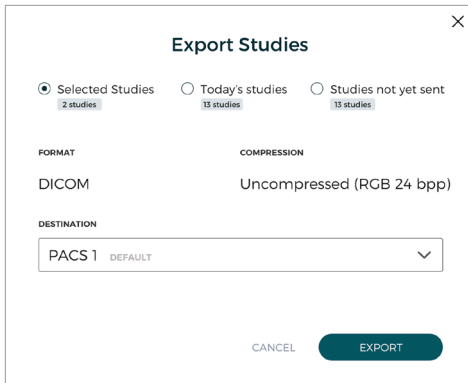 Export Studies
Selected Studies
2 studies
Today's studies
13 studies
Studies not yet sent
13 studies
FORMAT
COMPRESSION
DICOM
Uncompressed (RGB 24 bpp)
DESTINATION
PACS 1 DEFAULT
CANCEL
EXPORT